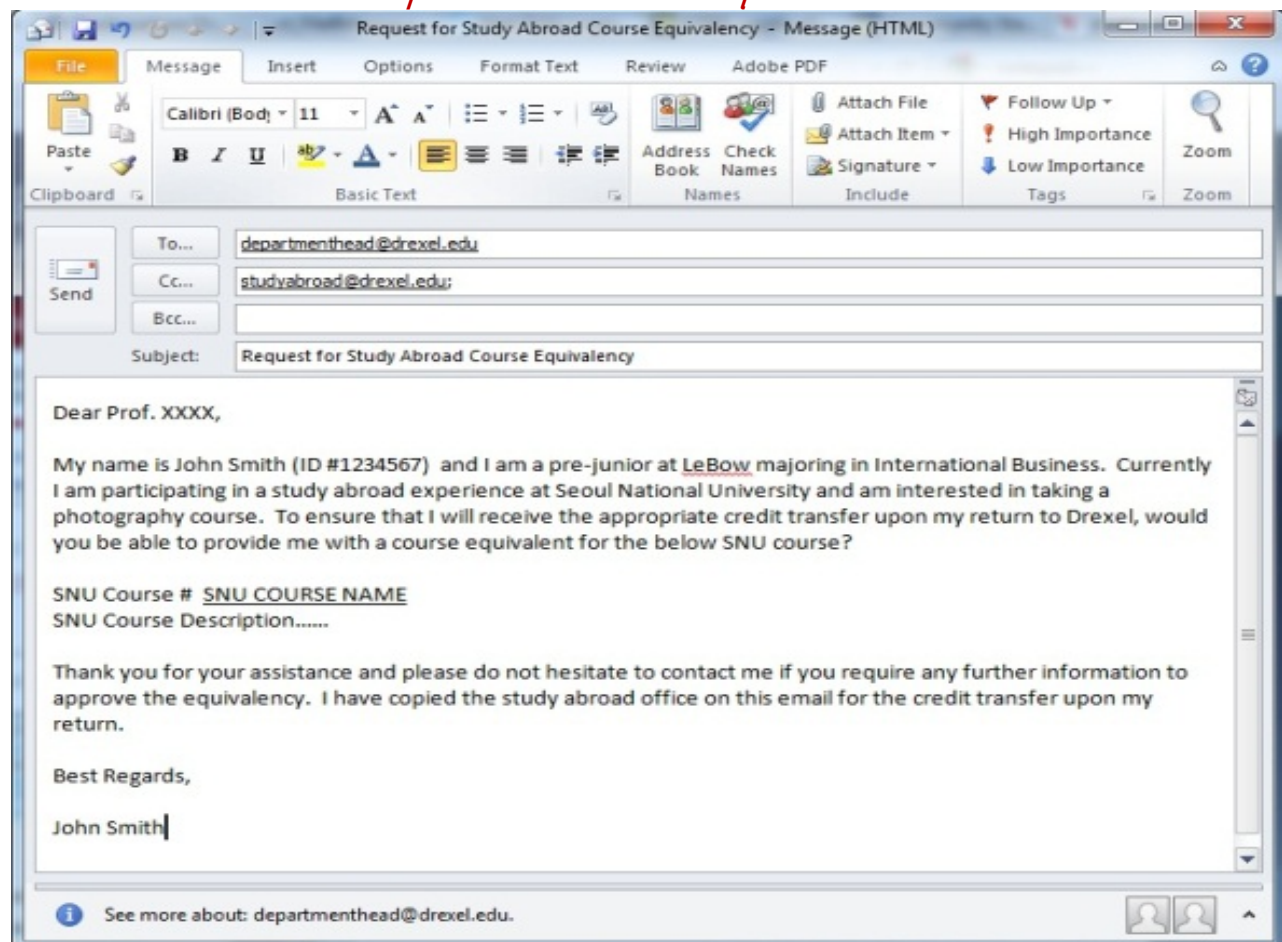 Request for Study Abroad Course Equivalency - Message (HTML)
File Message Insert Options Format Text Review Adobe PDF
Calibri (Body 11
Attach File Follow Up
Attach Item High Importance
Paste B I U Address Book Check Names Signature Low Importance Zoom
Clipboard Basic Text Names Include Tags Zoom
To... departmenthead@drexel.edu
Cc... studyabroad@drexel.edu;
Send
Bcc...
Subject: Request for Study Abroad Course Equivalency
Dear Prof. XXXX,
My name is John Smith (ID #1234567) and I am a pre-junior at LeBow majoring in International Business. Currently
I am participating in a study abroad experience at Seoul National University and am interested in taking a
photography course. To ensure that I will receive the appropriate credit transfer upon my return to Drexel, would
you be able to provide me with a course equivalent for the below SNU course?
SNU Course # SNU COURSE NAME
SNU Course Description......
Thank you for your assistance and please do not hesitate to contact me if you require any further information to
approve the equivalency. I have copied the study abroad office on this email for the credit transfer upon my
return.
Best Regards,
John Smith
See more about: departmenthead@drexel.edu.